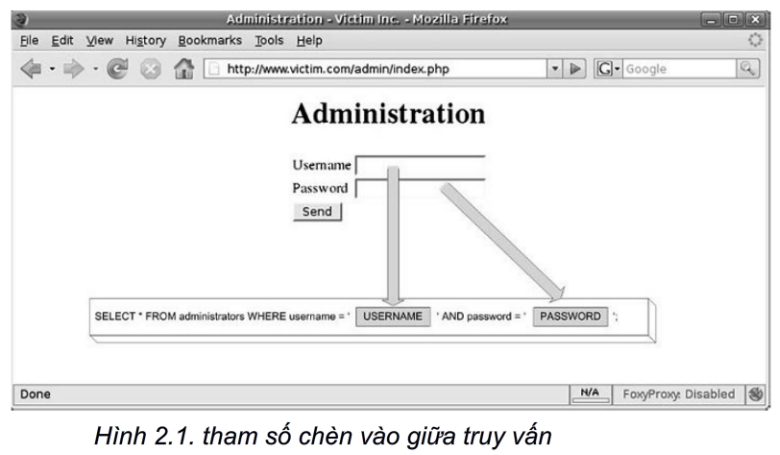 Administration - Victim Inc. - Mozilla Firefox
File Edit View History Bookmarks Tools Help
http://www.victim.com/admin/index.php G Google
Administration
Username
Password
Send
SELECT * FROM administrators WHERE username = ' USERNAME ' AND password = ' PASSWORD ';
Done N/A FoxyProxy: Disabled
Hình 2.1. tham số chèn vào giữa truy vấn